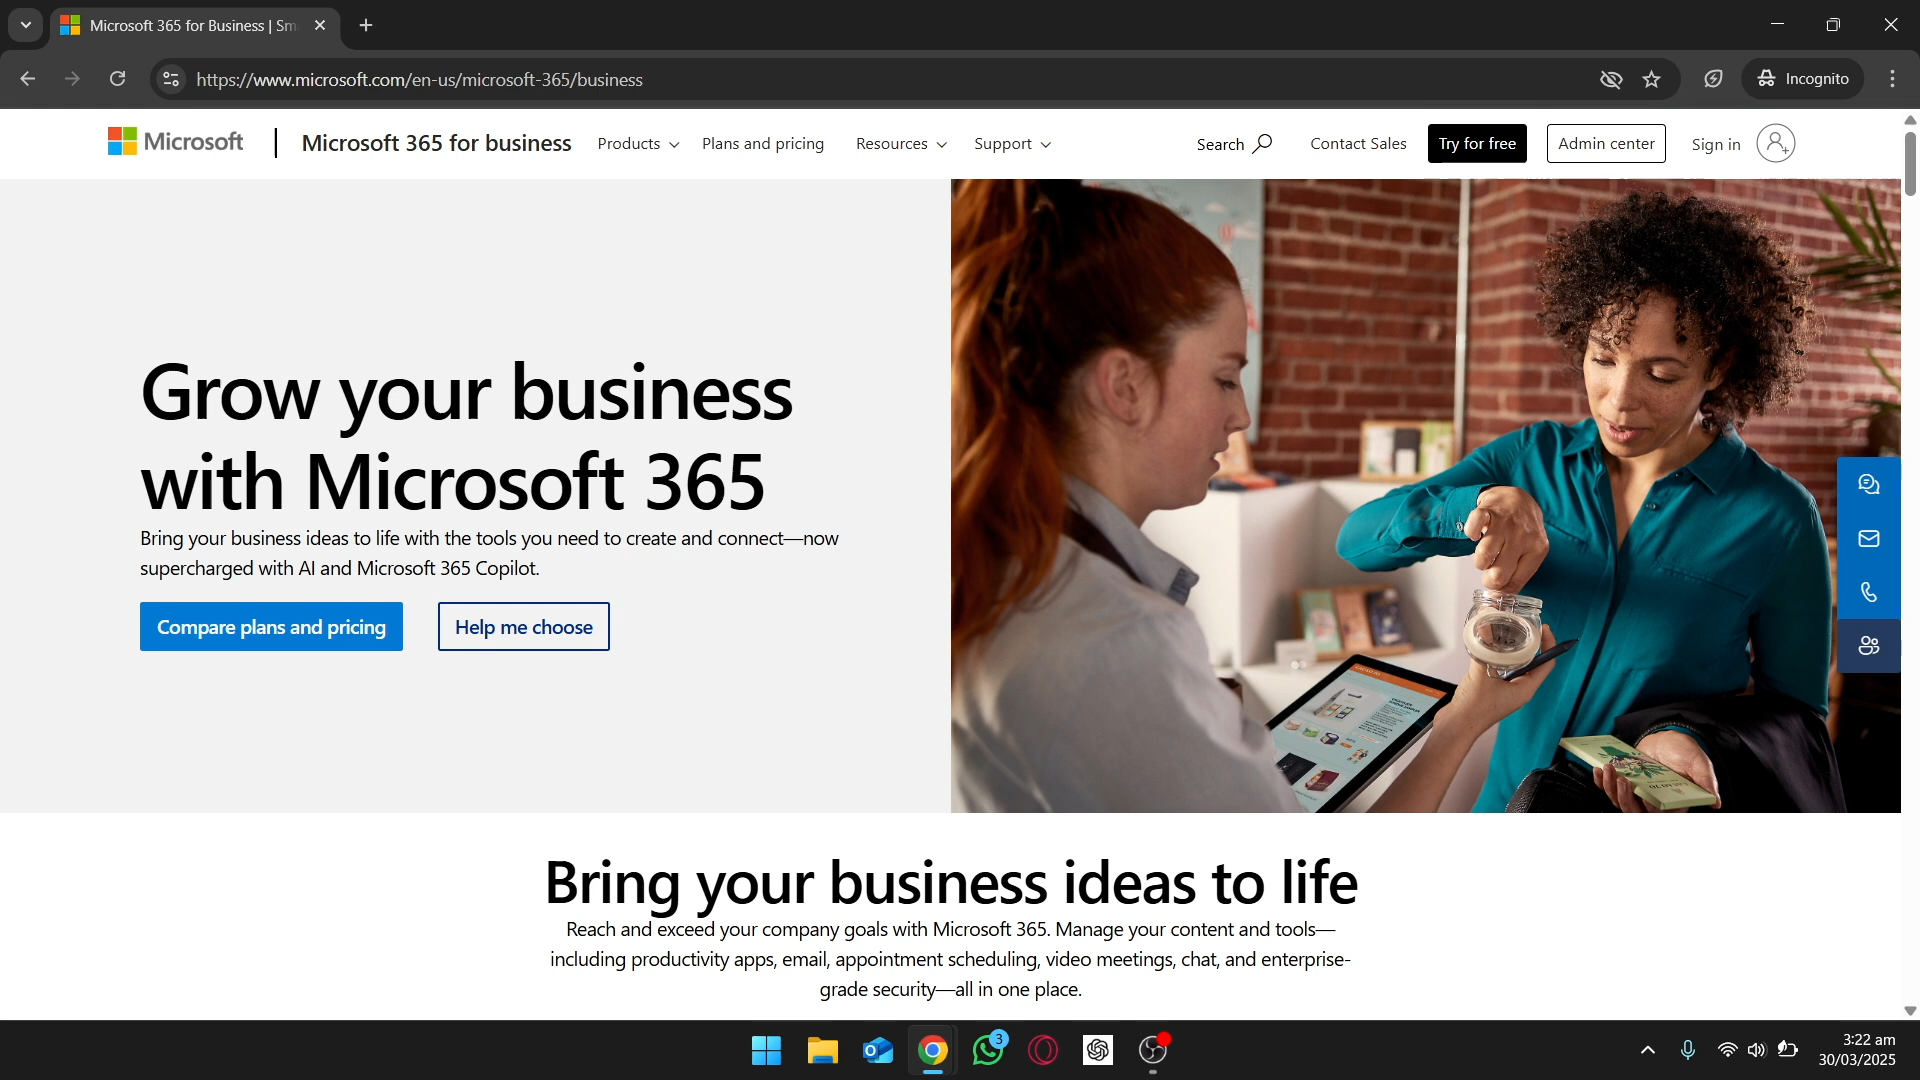 Microsoft 365 for Business | Sm
https://www.microsoft.com/en-us/microsoft-365/business
Incognito
Microsoft
Microsoft 365 for business
Products
Plans and pricing
Resources
Support
Search
Contact Sales
Try for free
Admin center
Sign in
Grow your business
with Microsoft 365
Bring your business ideas to life with the tools you need to create and connect—now
supercharged with AI and Microsoft 365 Copilot.
Compare plans and pricing
Help me choose
Bring your business ideas to life
Reach and exceed your company goals with Microsoft 365. Manage your content and tools—
including productivity apps, email, appointment scheduling, video meetings, chat, and enterprise-
grade security—all in one place.
3
3:22 am
30/03/2025